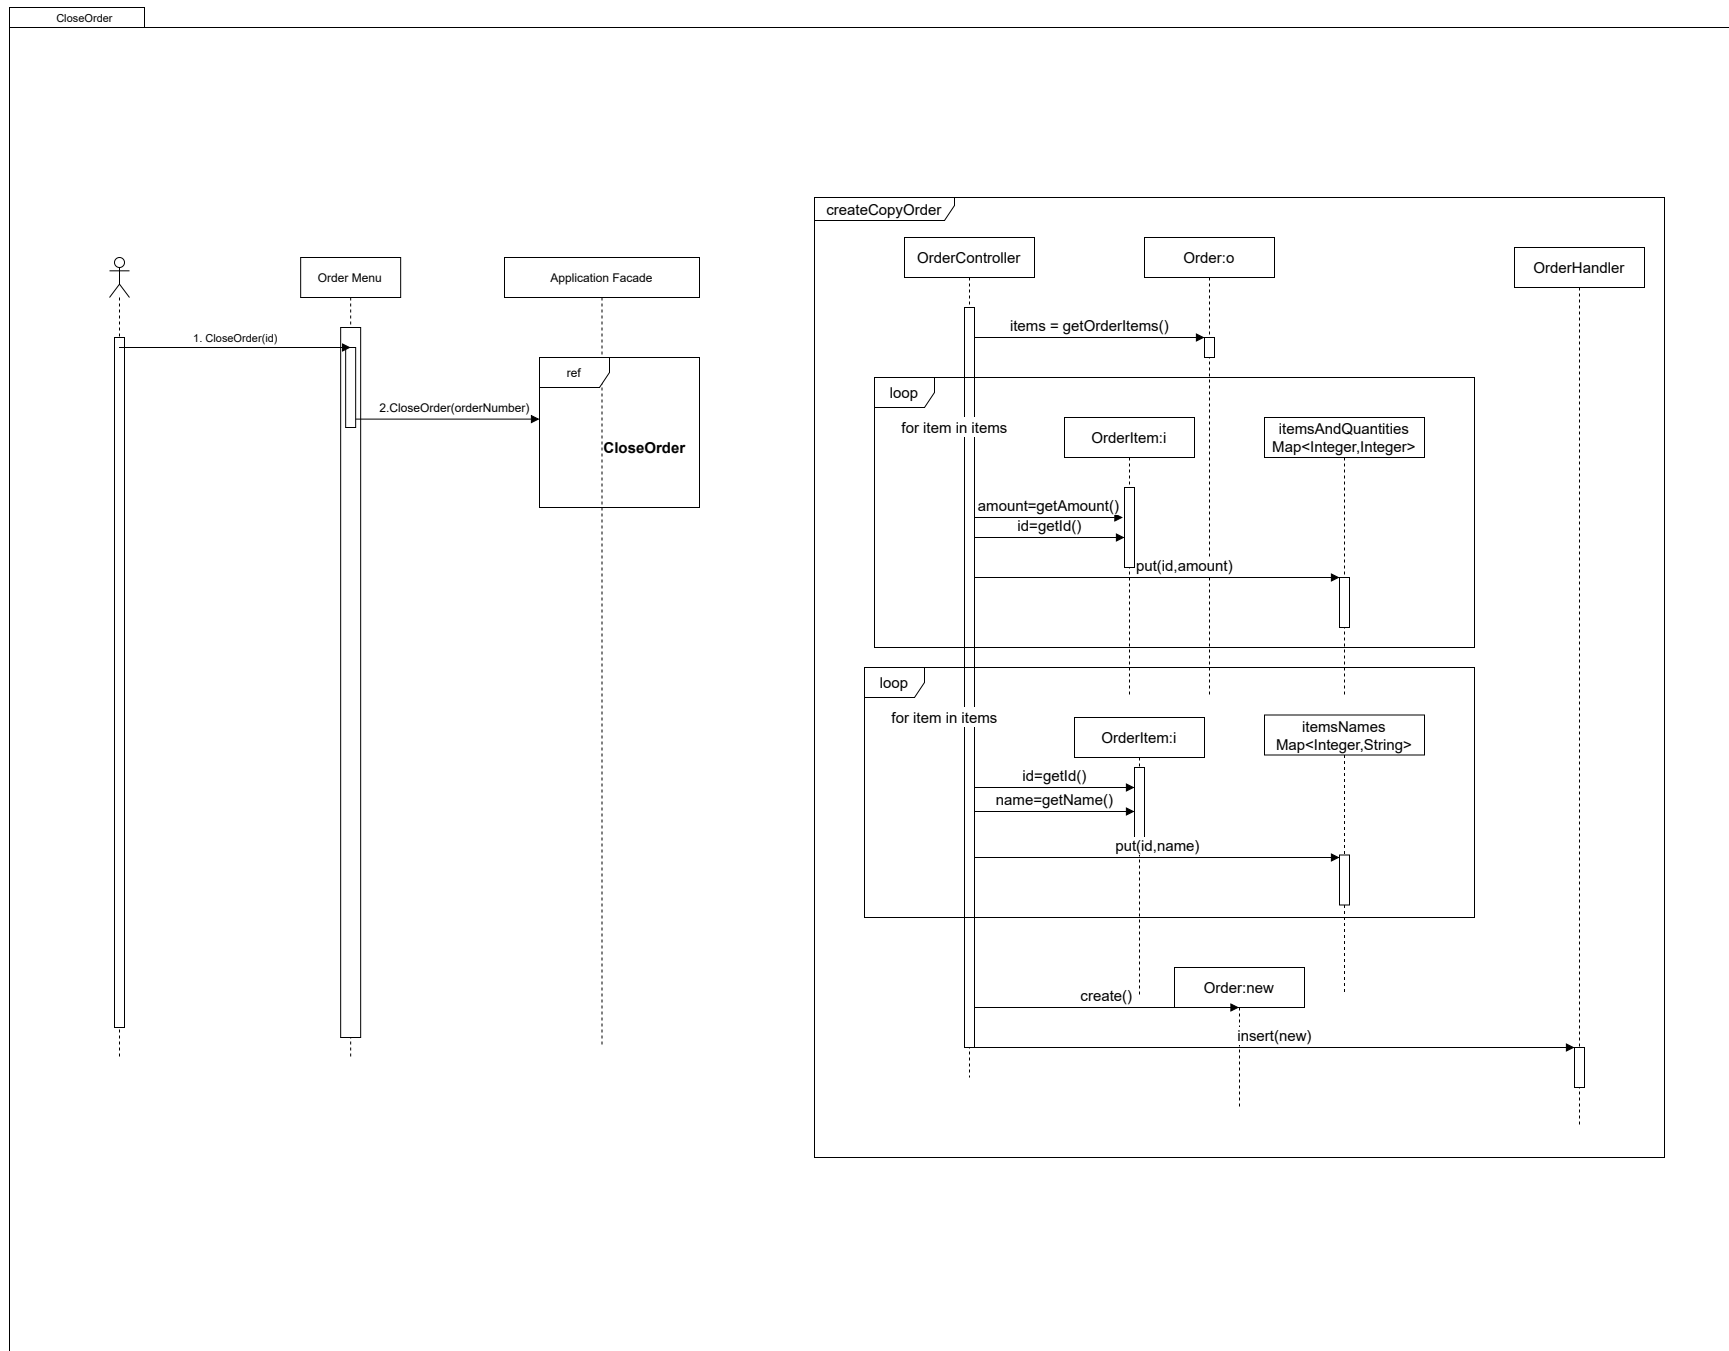 CloseOrder
createCopyOrder
OrderController
Order:o
OrderHandler
Order Menu
Application Facade
items = getOrderItems()
1. CloseOrder(id)
ref
2.CloseOrder(orderNumber)
CloseOrder
loop
for item in items
OrderItem:i
itemsAndQuantities
Map<Integer,Integer>
amount=getAmount()
id=getId()
put(id,amount)
loop
for item in items
OrderItem:i
itemsNames
Map<Integer,String>
id=getId()
name=getName()
put(id,name)
Order:new
create()
insert(new)